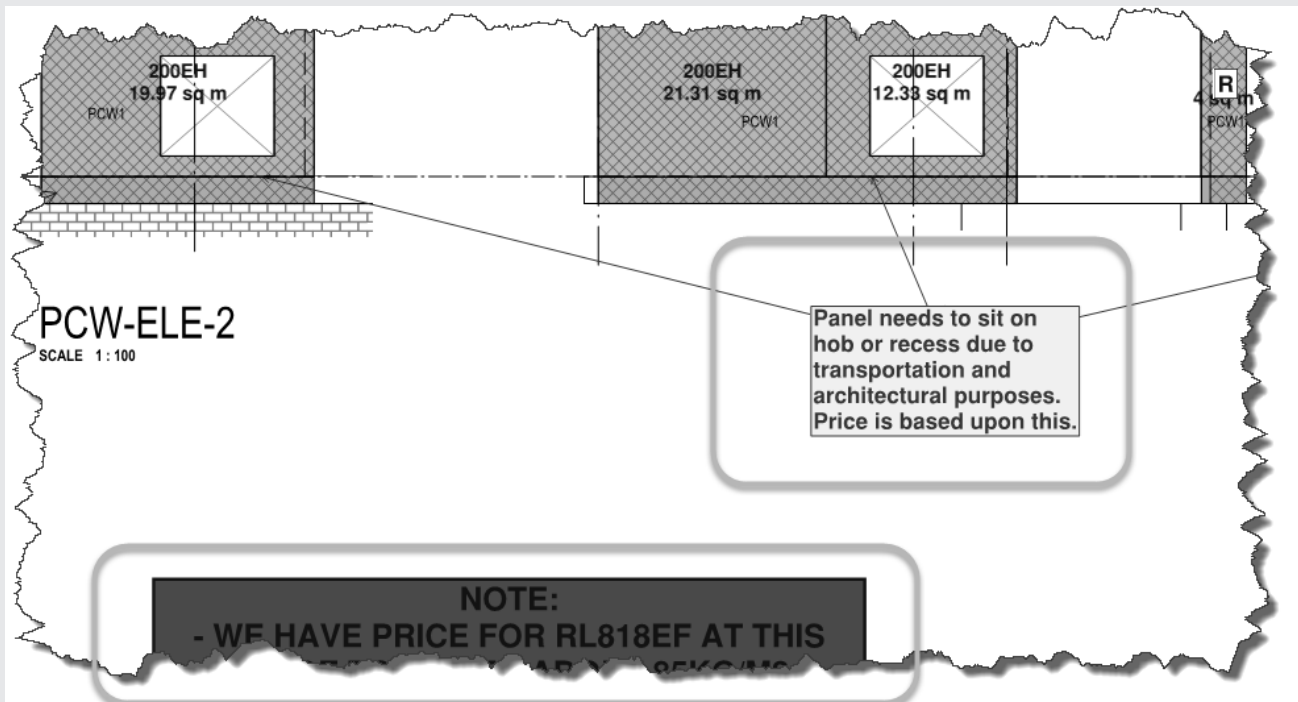 200EH
19.97 sq m
PCW1
200EH
21.31 sq m
PCW1
200EH
12.33 sq m
R
4 sq m
PCW1
PCW-ELE-2
SCALE 1 : 100
Panel needs to sit on
hob or recess due to
transportation and
architectural purposes.
Price is based upon this.
NOTE:
- WE HAVE PRICE FOR RL818EF AT THIS